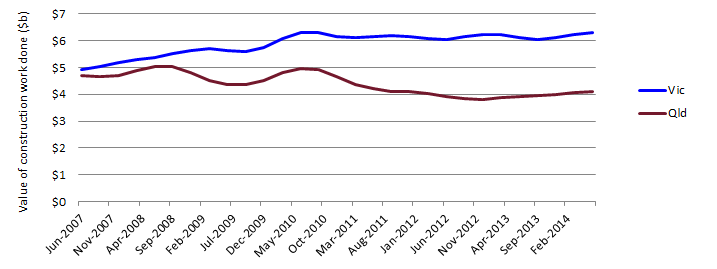 Value of construction work done ($b)
$7
$6
$5
$4
$3
$2
$1
$0
Jun-2007
Nov-2007
Apr-2008
Sep-2008
Feb-2009
Jul-2009
Dec-2009
May-2010
Oct-2010
Mar-2011
Aug-2011
Jan-2012
Jun-2012
Nov-2012
Apr-2013
Sep-2013
Feb-2014
Vic
Qld